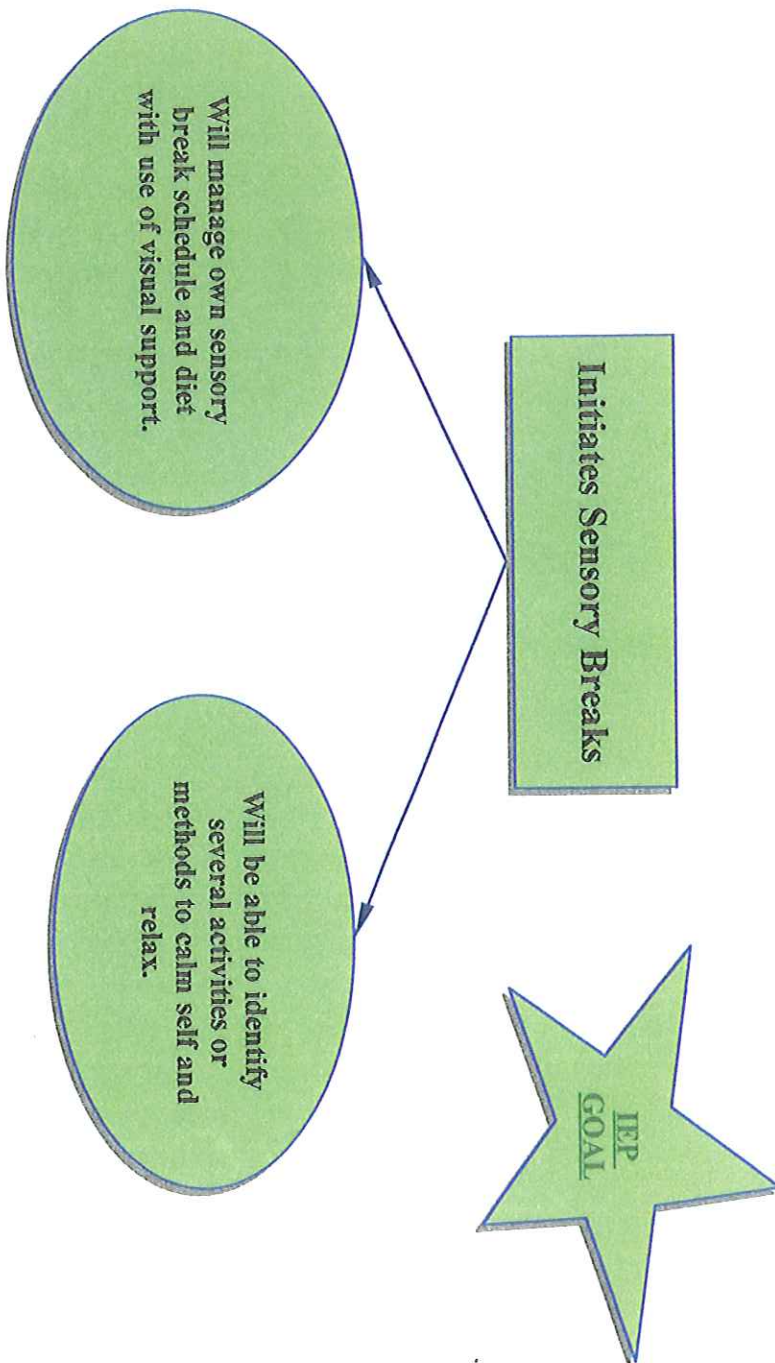 Initiates Sensory Breaks
IEP
GOAL
Will manage own sensory
break schedule and diet
with use of visual support.
Will be able to identify
several activities or
methods to calm self and
relax.